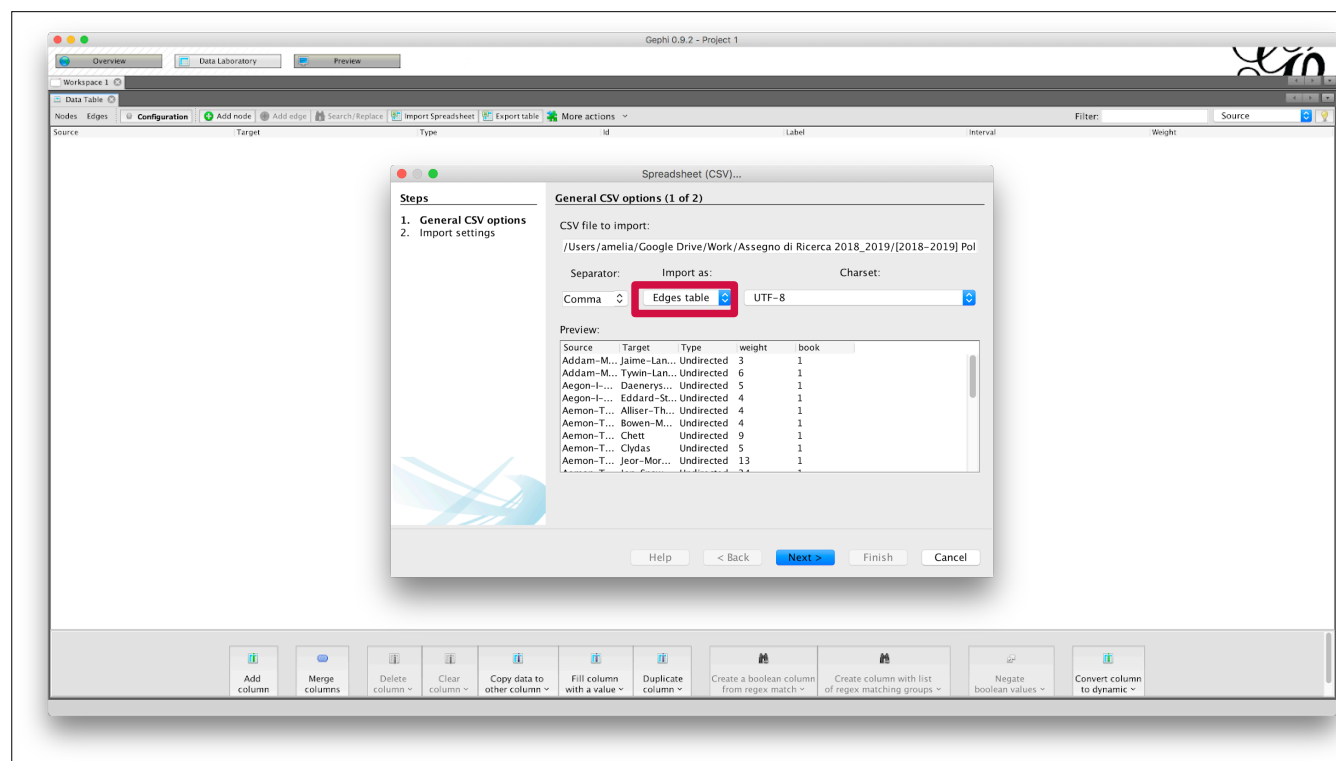 Gephi 0.9.2 - Project 1
Overview Data Laboratory Preview
Workspace 1
Data Table
Nodes Edges Configuration Add node Add edge Search/Replace Import Spreadsheet Export table More actions Filter: Source
Source Target Type Id Label Interval Weight
Spreadsheet (CSV)...
Steps
1. General CSV options
2. Import settings
General CSV options (1 of 2)
CSV file to import:
/Users/amelia/Google Drive/Work/Assegno di Ricerca 2018_2019/[2018-2019] Pol
Separator: Import as: Charset:
Comma Edges table UTF-8
Preview:
Source Target Type weight book
Addam-M... Jaime-Lan... Undirected 3 1
Addam-M... Tywin-Lan... Undirected 6 1
Aegon-I-... Daenerys... Undirected 5 1
Aegon-I-... Eddard-St... Undirected 4 1
Aemon-T... Alliser-Th... Undirected 4 1
Aemon-T... Bowen-M... Undirected 4 1
Aemon-T... Chett Undirected 9 1
Aemon-T... Clydas Undirected 5 1
Aemon-T... Jeor-Mor... Undirected 13 1
Help < Back Next > Finish Cancel
Add column
Merge columns
Delete column
Clear column
Copy data to other column
Fill column with a value
Duplicate column
Create a boolean column from regex match
Create column with list of regex matching groups
Negate boolean values
Convert column to dynamic